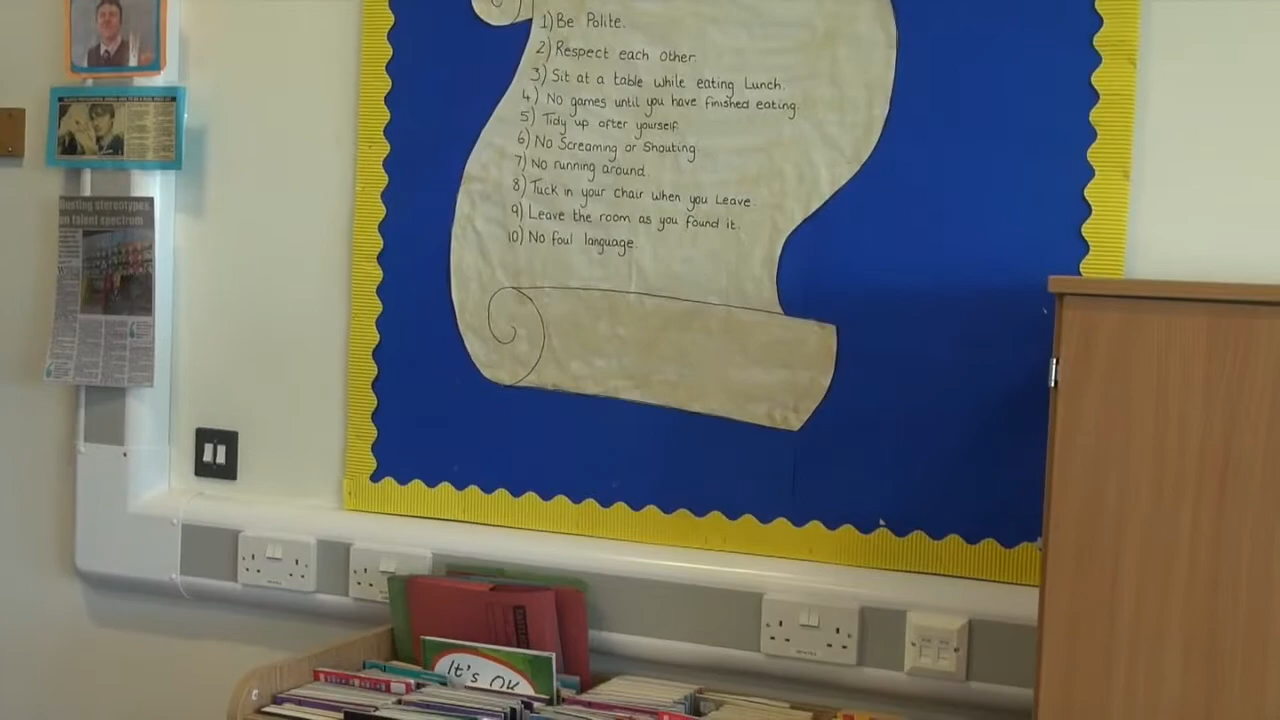 1) Be Polite.
2) Respect each other.
3) Sit at a table while eating Lunch.
4) No games until you have finished eating.
5) Tidy up after yourself.
6) No Screaming or Shouting.
7) No running around.
8) Tuck in your chair when you Leave.
9) Leave the room as you found it.
10) No foul language.
Busting stereotypes
on talent spectrum
It's OK